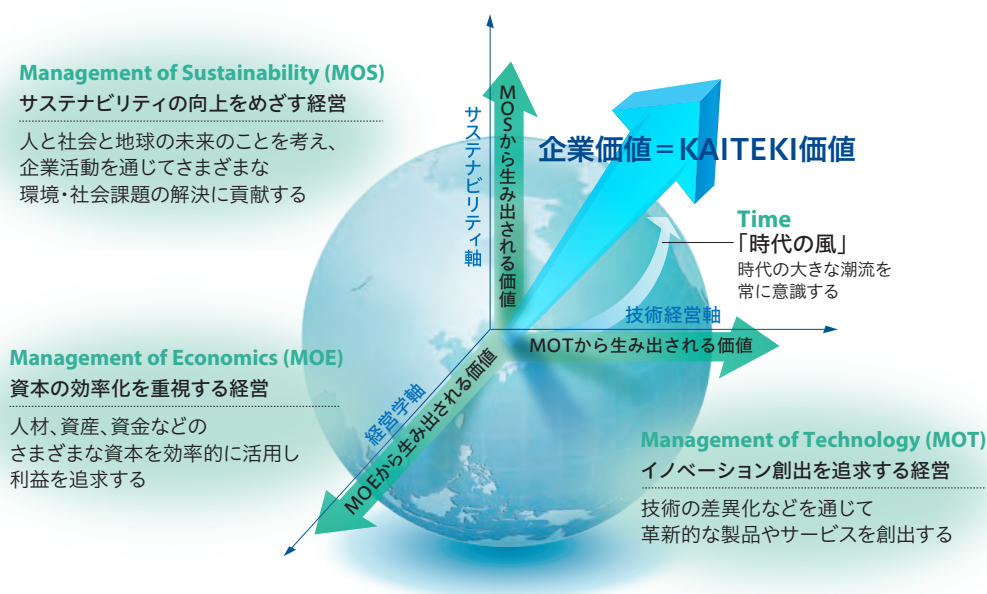 Management of Sustainability (MOS)
サステナビリティの向上をめざす経営
人と社会と地球の未来のことを考え、
企業活動を通じてさまざまな
環境・社会課題の解決に貢献する
サステナビリティ軸
MOSから生み出される価値
企業価値=KAITEKI価値
Time
「時代の風」
時代の大きな潮流を
常に意識する
技術経営軸
MOTから生み出される価値
Management of Economics (MOE)
資本の効率化を重視する経営
人材、資産、資金などの
さまざまな資本を効率的に活用し
利益を追求する
経営学軸
MOEから生み出される価値
Management of Technology (MOT)
イノベーション創出を追求する経営
技術の差異化などを通じて
革新的な製品やサービスを創出する